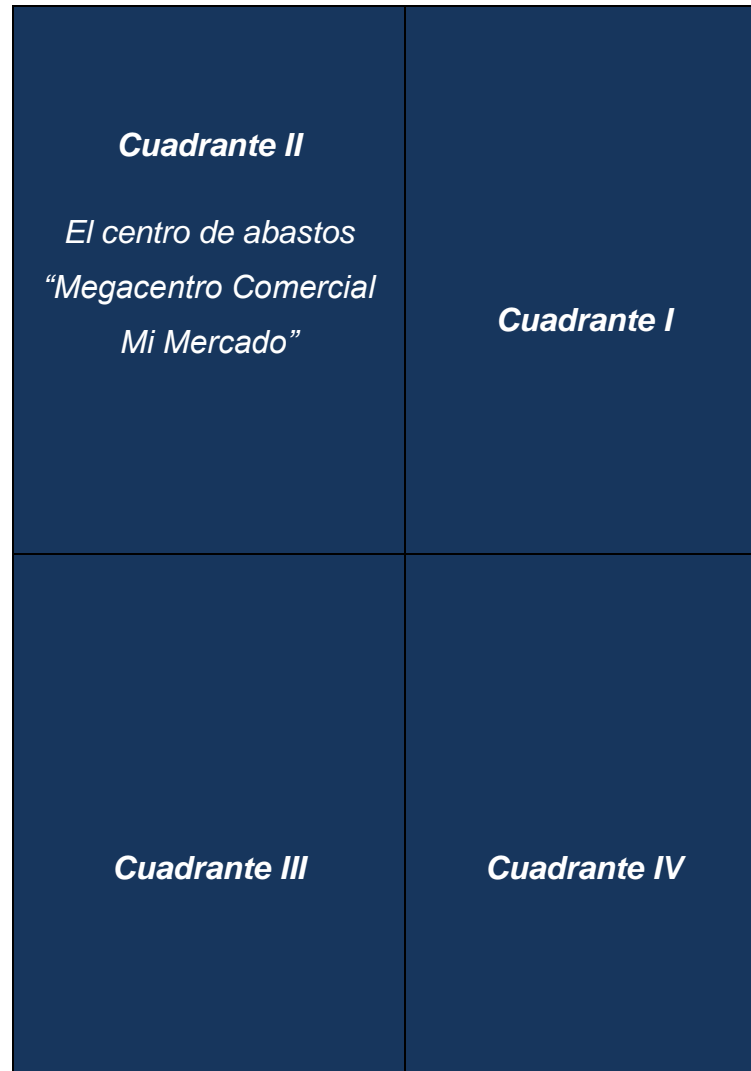 Cuadrante II
El centro de abastos
“Megacentro Comercial
Mi Mercado”
Cuadrante I
Cuadrante III
Cuadrante IV